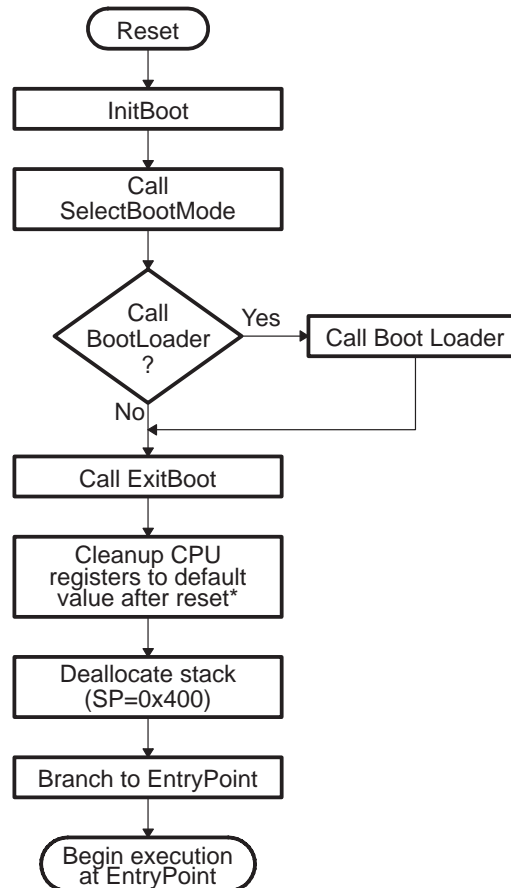 Reset
InitBoot
Call
SelectBootMode
Call
BootLoader
?
Yes
Call Boot Loader
No
Call ExitBoot
Cleanup CPU
registers to default
value after reset*
Deallocate stack
(SP=0x400)
Branch to EntryPoint
Begin execution
at EntryPoint